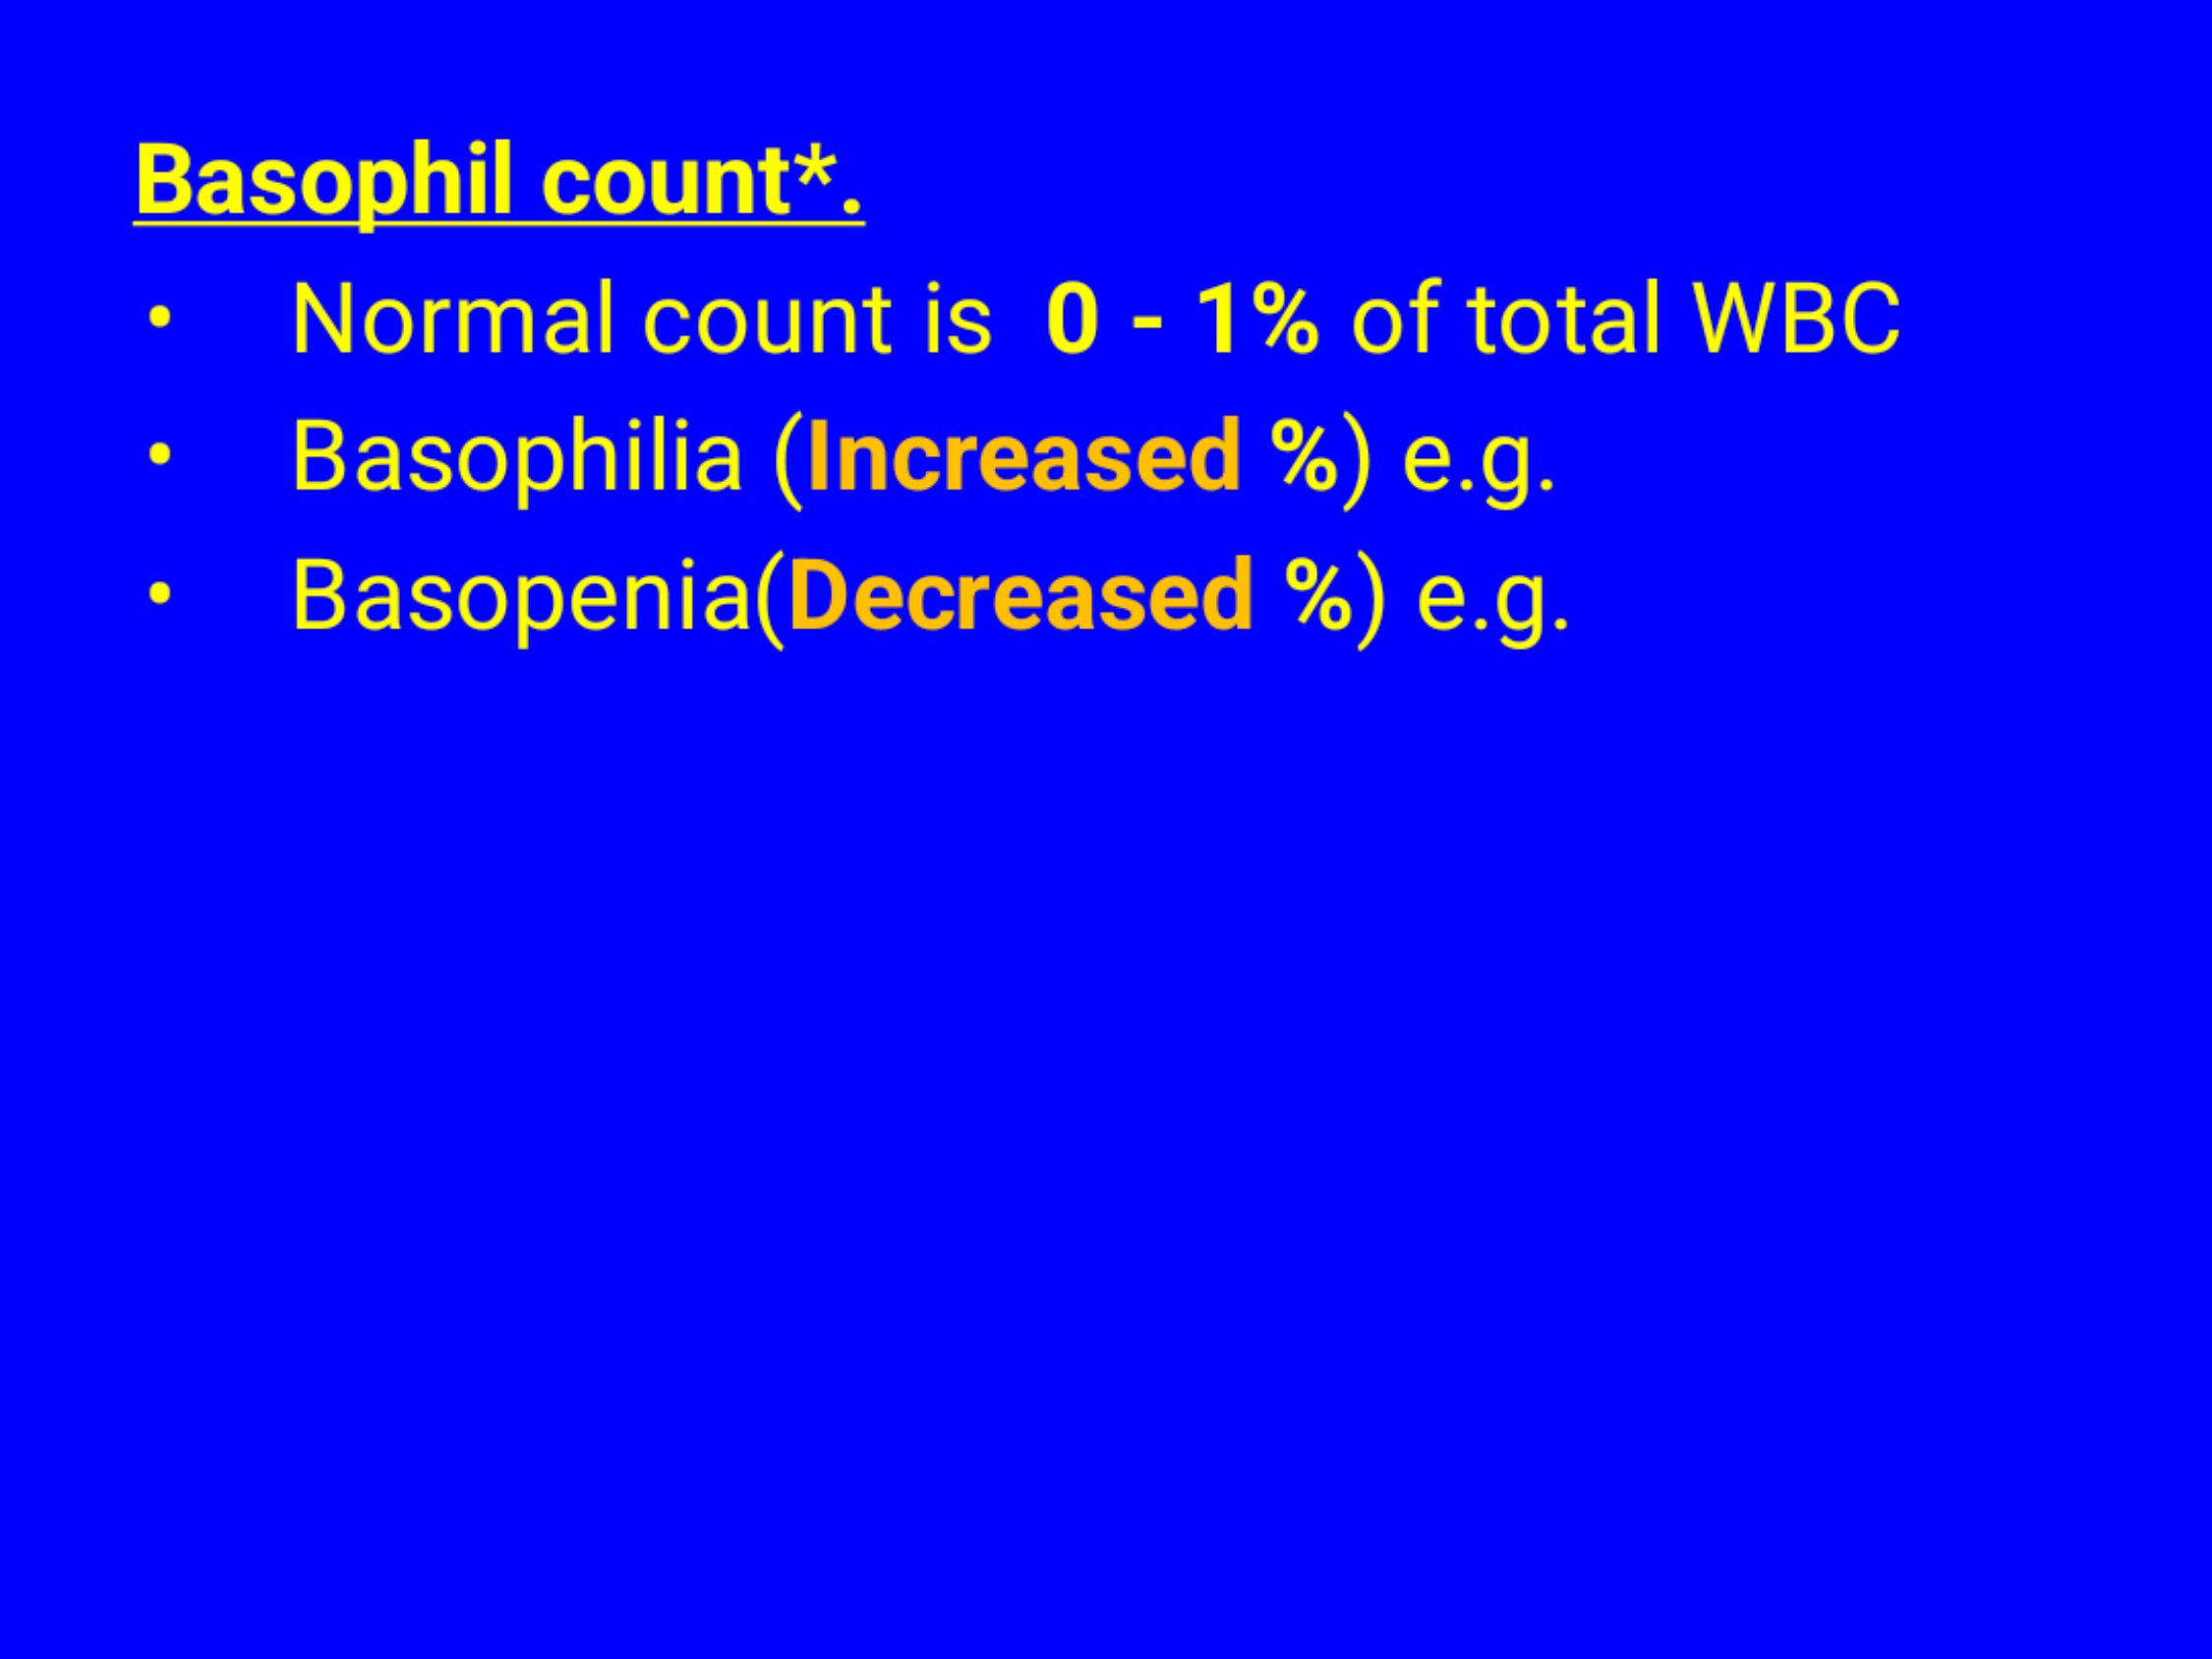 Basophil count*.
• Normal count is  0 - 1% of total WBC
• Basophilia (Increased %) e.g.
• Basopenia(Decreased %) e.g.